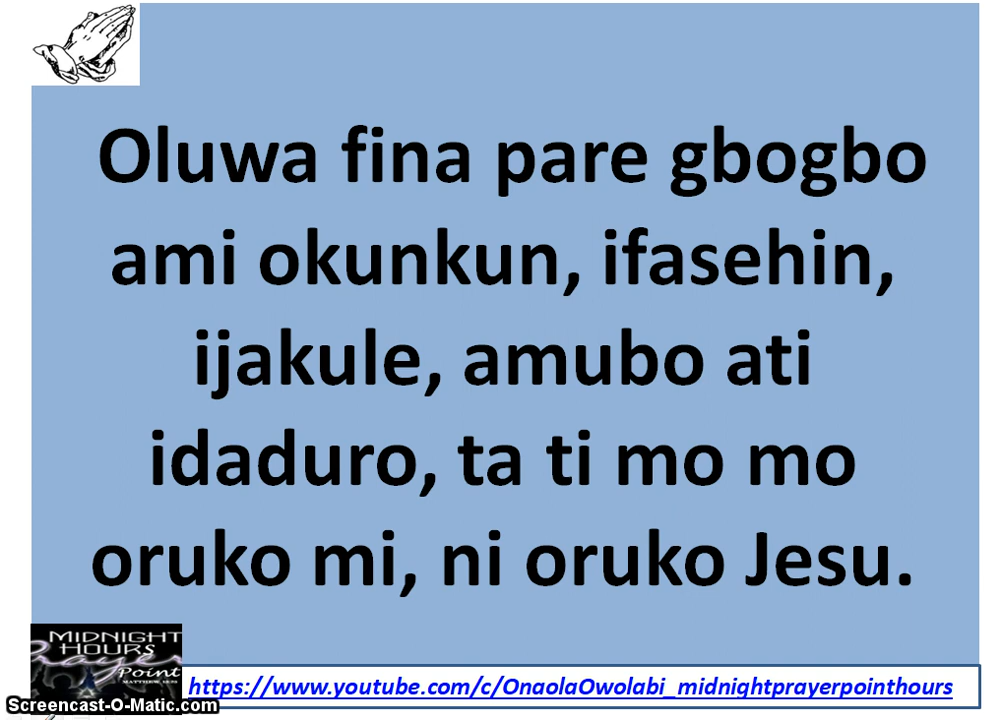 Oluwa fina pare gbogbo
ami okunkun, ifasehin,
ijakule, amubo ati
idaduro, ta ti mo mo
oruko mi, ni oruko Jesu.
MIDNIGHT
HOURS
Prayer
Point
https://www.youtube.com/c/OnaolaOwolabi_midnightprayerpointhours
Screencast-O-Matic.com